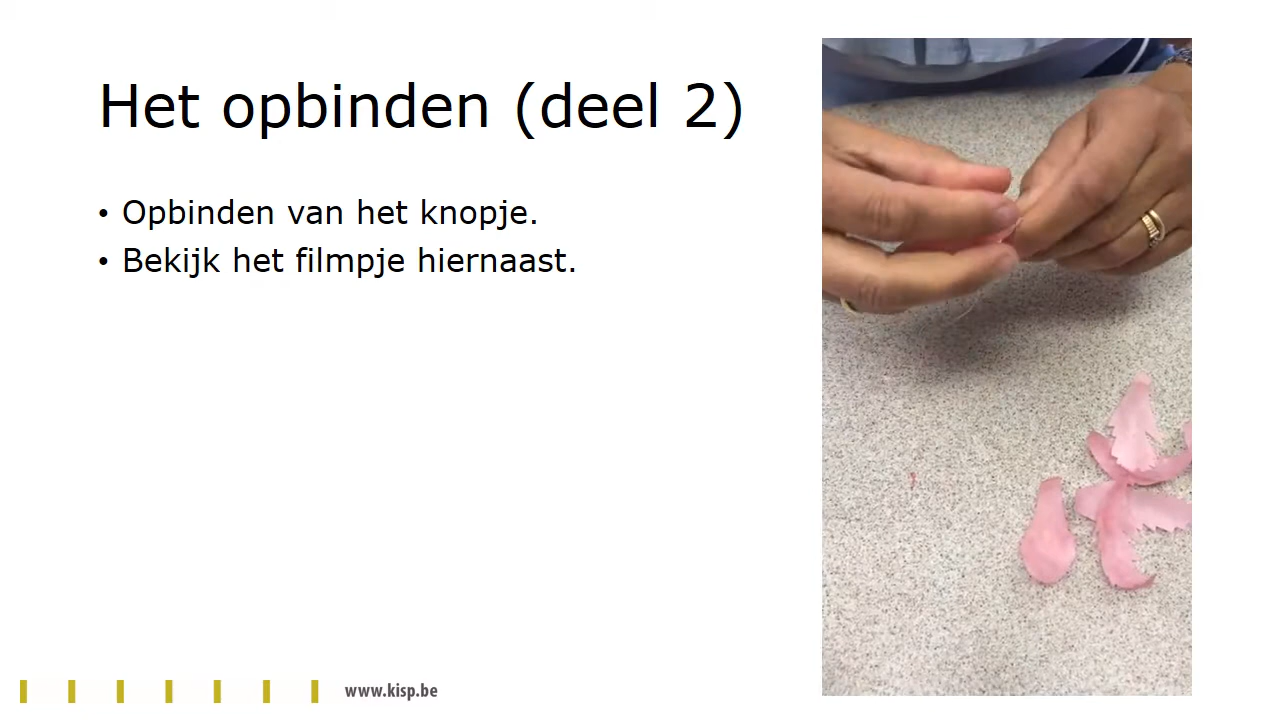 Het opbinden (deel 2)
• Opbinden van het knopje.
• Bekijk het filmpje hiernaast.
www.kisp.be